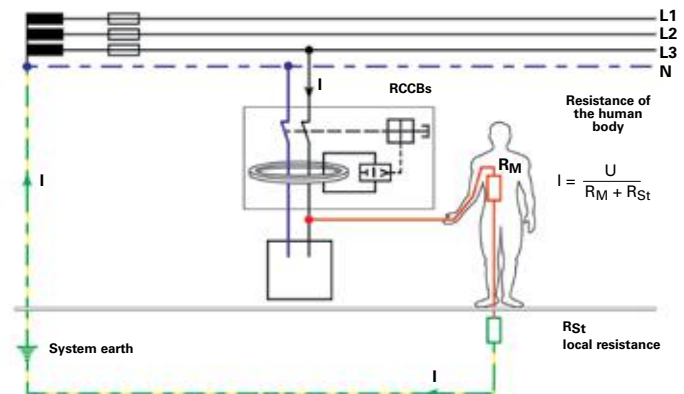 L1
L2
L3
N
I
RCCBs
Resistance of
the human
body
RM
I = U
RM + RSt
I
I
System earth
RSt
local resistance
I